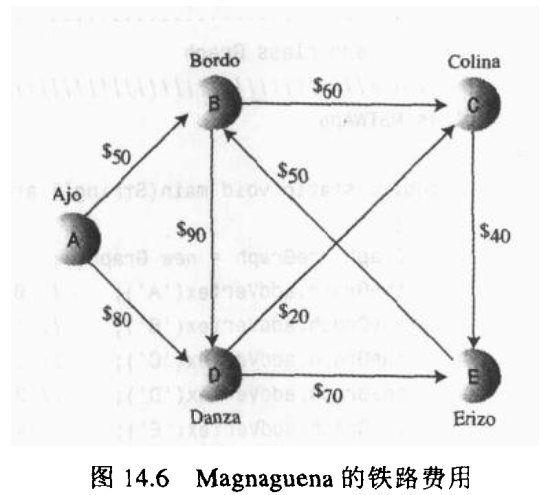 Bordo
Colina
B
$60
C
$50
$50
Ajo
A
$90
$40
$80
$20
D
E
$70
Danza
Erizo
图 14.6 Magnaguena 的铁路费用